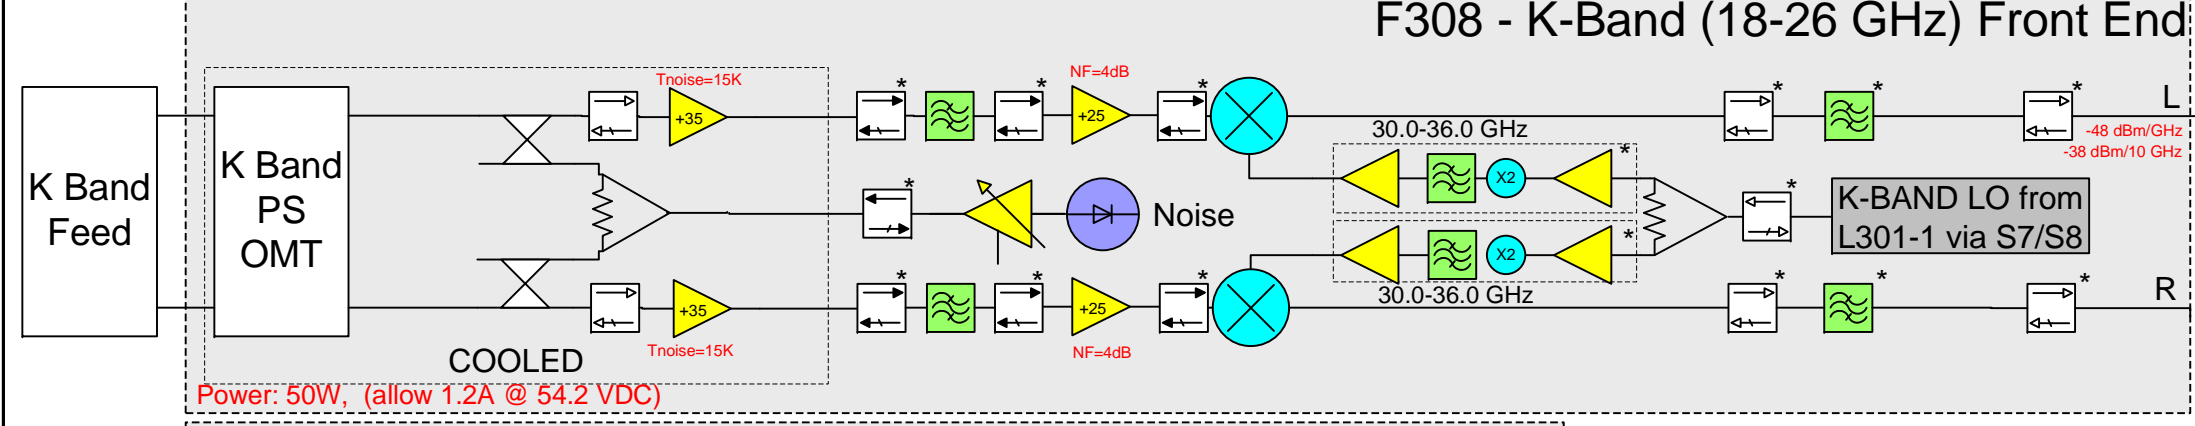 F308 - K-Band (18-26 GHz) Front End
K Band
Feed
K Band
PS
OMT
Tnoise=15K
+35
*
*
NF=4dB
+25
*
30.0-36.0 GHz
*
*
*
L
-48 dBm/GHz
-38 dBm/10 GHz
*
Noise
X2
*
*
K-BAND LO from
L301-1 via S7/S8
X2
*
30.0-36.0 GHz
+35
Tnoise=15K
*
*
+25
NF=4dB
*
*
*
*
R
COOLED
Power: 50W, (allow 1.2A @ 54.2 VDC)